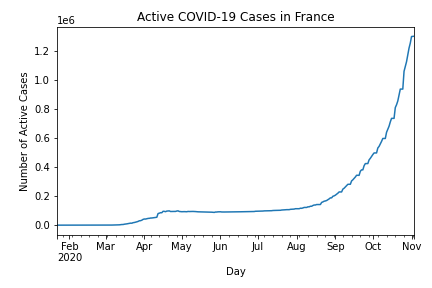 Active COVID-19 Cases in France
1e6
1.2
1.0
0.8
0.6
0.4
0.2
0.0
Number of Active Cases
Feb Mar Apr May Jun Jul Aug Sep Oct Nov
2020
Day